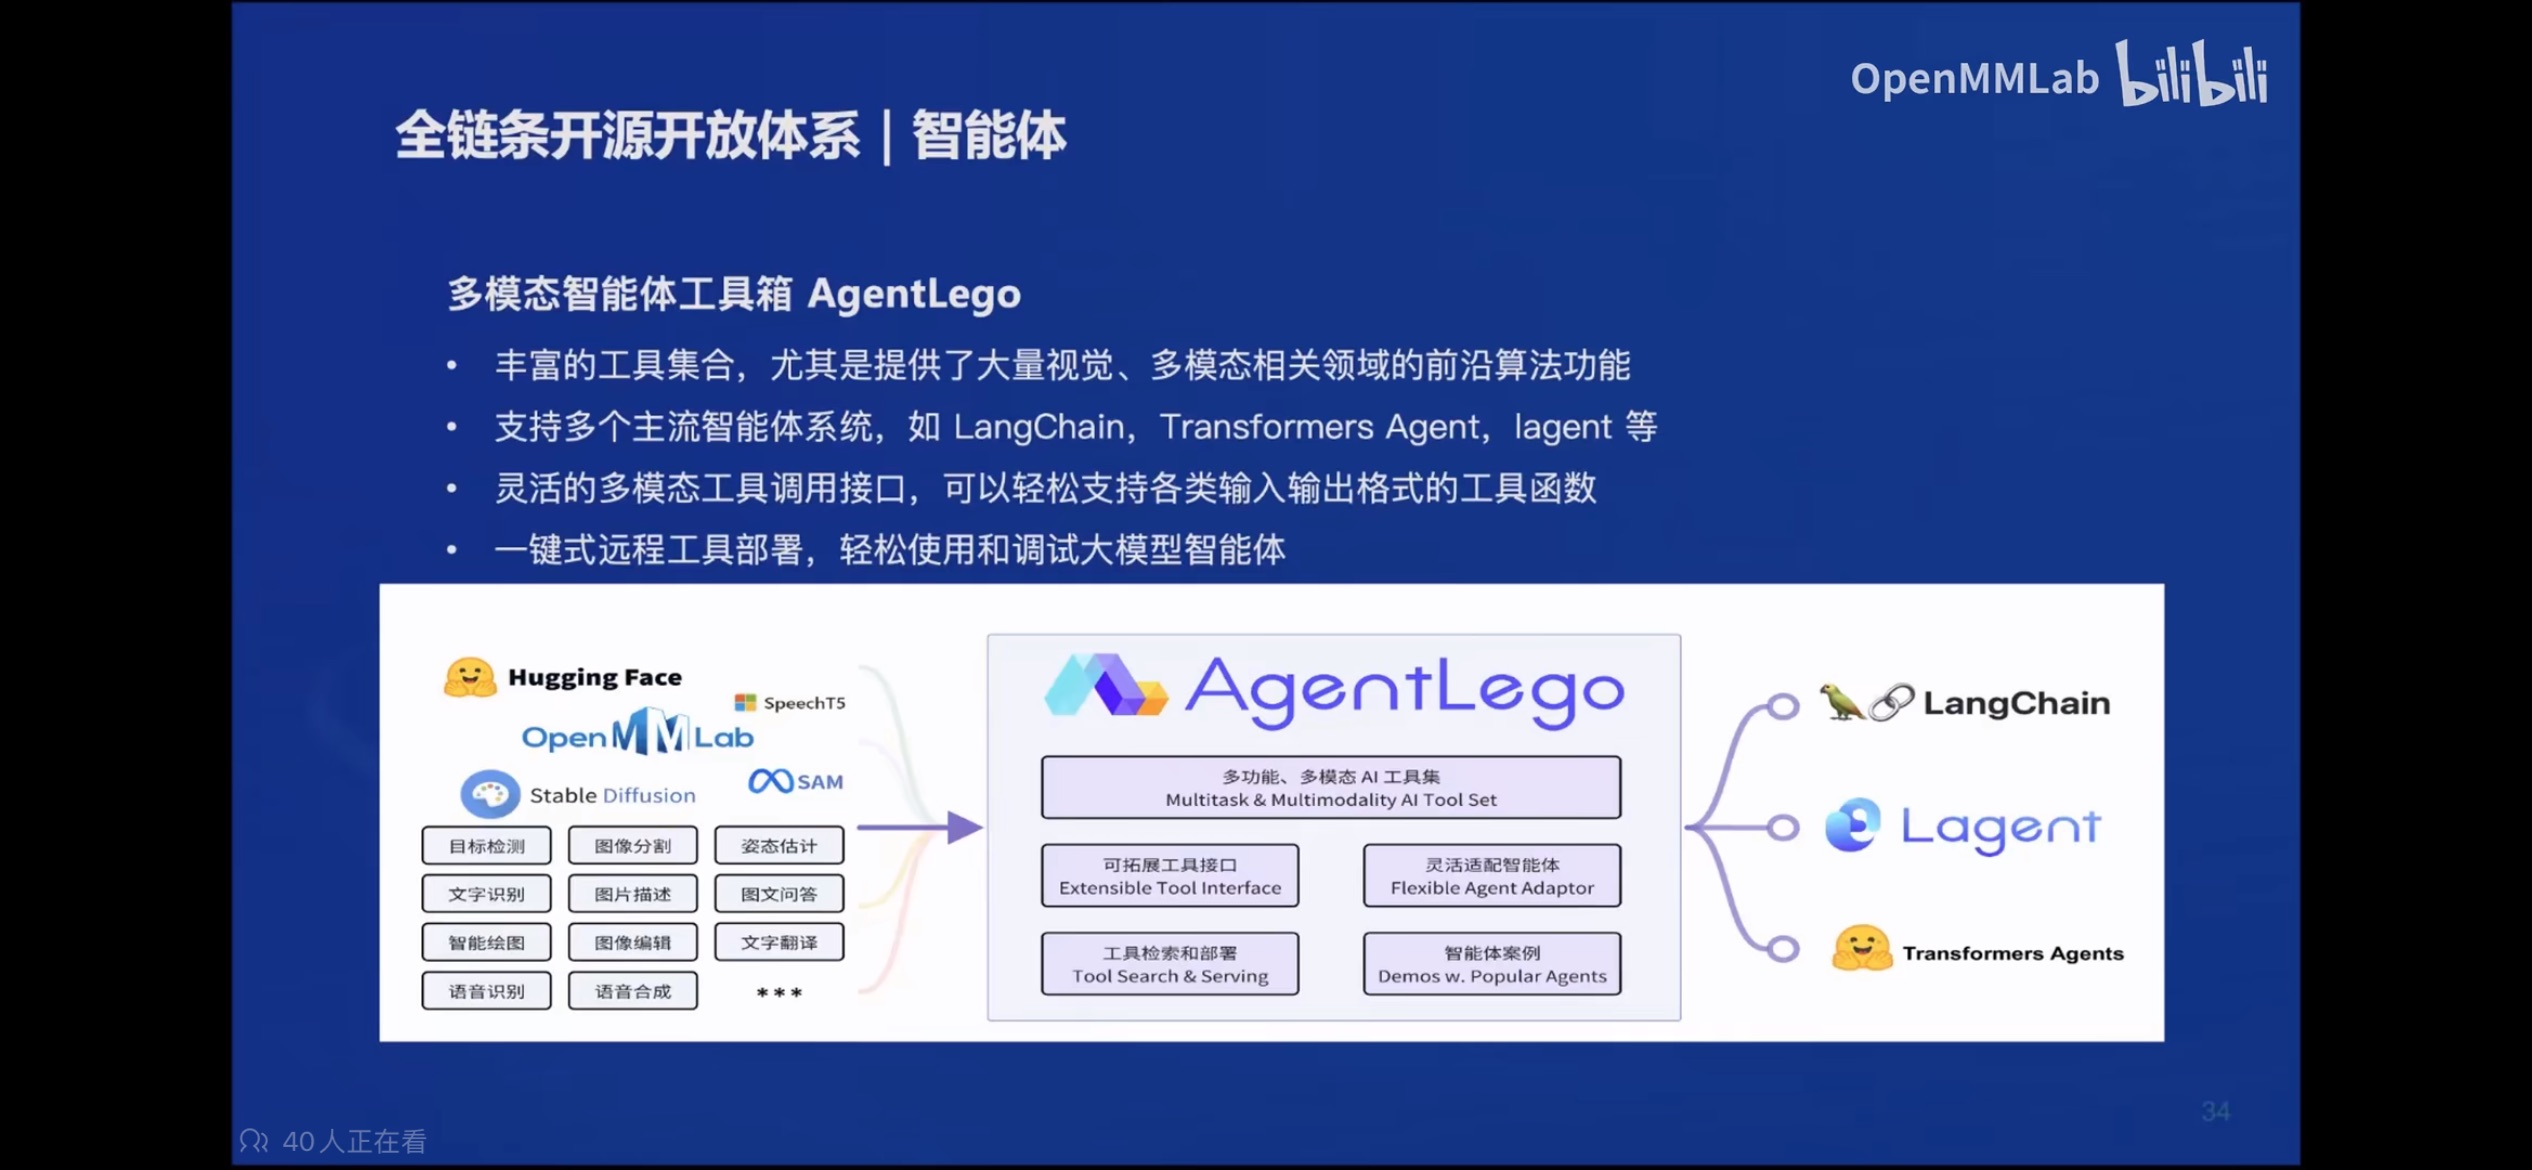 OpenMMLab bilibili
全链条开源开放体系｜智能体
多模态智能体工具箱 AgentLego
• 丰富的工具集合，尤其是提供了大量视觉、多模态相关领域的前沿算法功能
• 支持多个主流智能体系统，如 LangChain，Transformers Agent，lagent 等
• 灵活的多模态工具调用接口，可以轻松支持各类输入输出格式的工具函数
• 一键式远程工具部署，轻松使用和调试大模型智能体
Hugging Face
SpeechT5
OpenMMLab
SAM
Stable Diffusion
目标检测 图像分割 姿态估计
文字识别 图片描述 图文问答
智能绘图 图像编辑 文字翻译
语音识别 语音合成 ***
AgentLego
多功能、多模态 AI 工具集
Multitask & Multimodality AI Tool Set
可拓展工具接口
Extensible Tool Interface
灵活适配智能体
Flexible Agent Adaptor
工具检索和部署
Tool Search & Serving
智能体案例
Demos w. Popular Agents
LangChain
Lagent
Transformers Agents
34
40人正在看